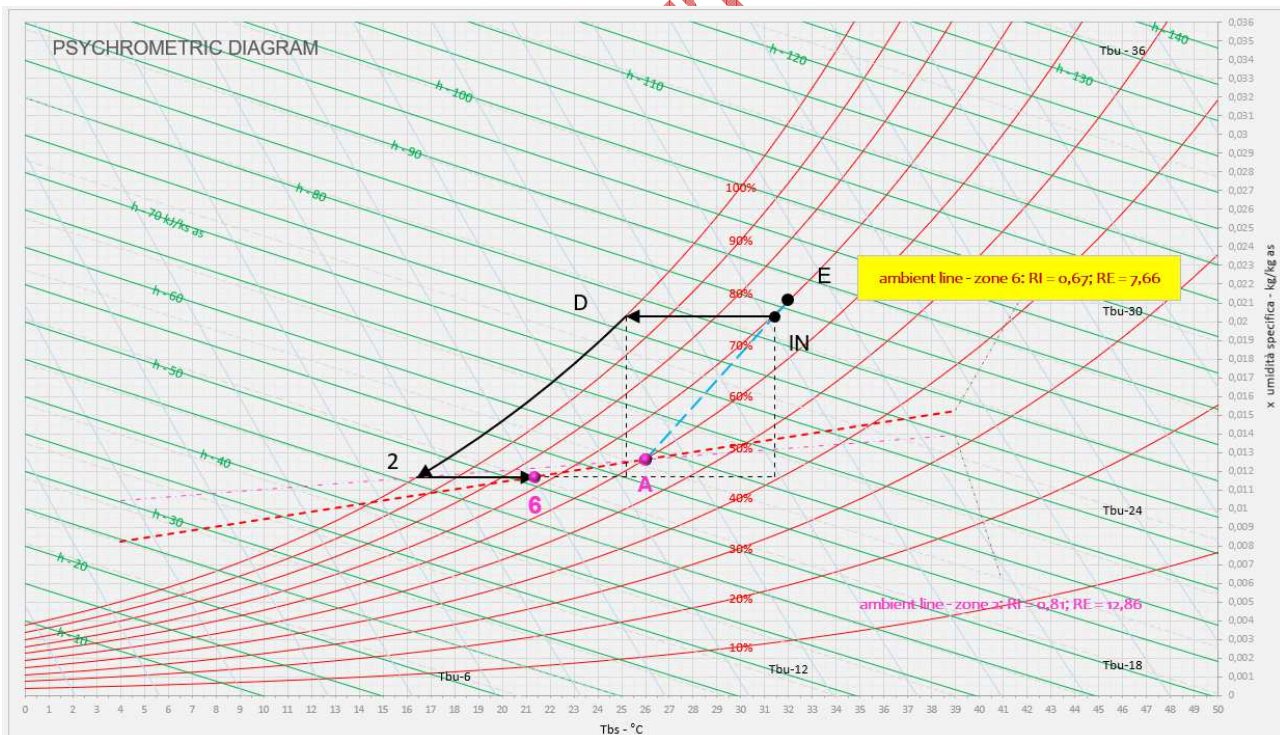 PSYCHROMETRIC DIAGRAM
h - 140
h - 130
h - 120
h - 110
h - 100
h - 90
h - 80
h - 70 kJ/ks as
h - 60
h - 50
h - 40
h - 30
h - 20
h - 10
100%
90%
80%
70%
60%
50%
40%
30%
20%
10%
Tbu - 36
Tbu-30
Tbu-24
Tbu-18
Tbu-12
Tbu-6
ambient line - zone 6: RI = 0,67; RE = 7,66
E
D
IN
2
A
6
ambient line - zone 2: RI = 0,81; RE = 12,86
0,036
0,035
0,034
0,033
0,032
0,031
0,03
0,029
0,028
0,027
0,026
0,025
0,024
0,023
0,022
0,021
0,02
0,019
0,018
0,017
0,016
0,015
0,014
0,013
0,012
0,011
0,01
0,009
0,008
0,007
0,006
0,005
0,004
0,003
0,002
0,001
0
x umidità specifica - kg/kg as
0 1 2 3 4 5 6 7 8 9 10 11 12 13 14 15 16 17 18 19 20 21 22 23 24 25 26 27 28 29 30 31 32 33 34 35 36 37 38 39 40 41 42 43 44 45 46 47 48 49 50
Tbs - °C